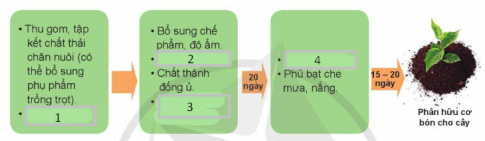 • Thu gom, tập
kết chất thải
chăn nuôi (có
thể bổ sung
phụ phẩm
trồng trọt).
• 1
• Bổ sung chế
phẩm, độ ẩm.
• 2
• Chất thành
đống ủ.
• 3
20
ngày
• 4
• Phủ bạt che
mưa, nắng.
15 – 20
ngày
Phân hữu cơ
bón cho cây